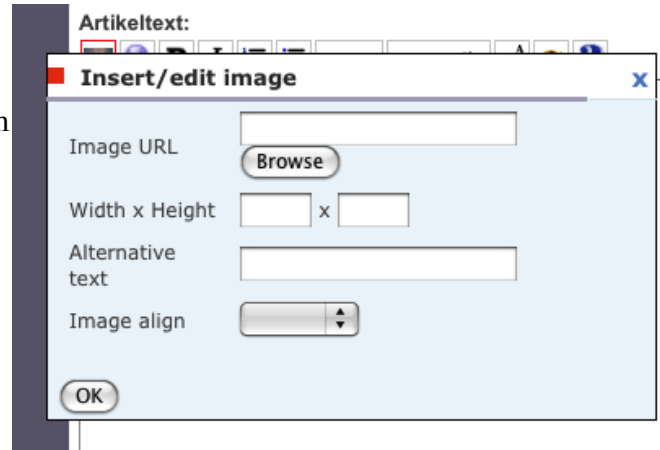 Artikeltext:
Insert/edit image x
n
Image URL
Browse
Width x Height x
Alternative
text
Image align
OK